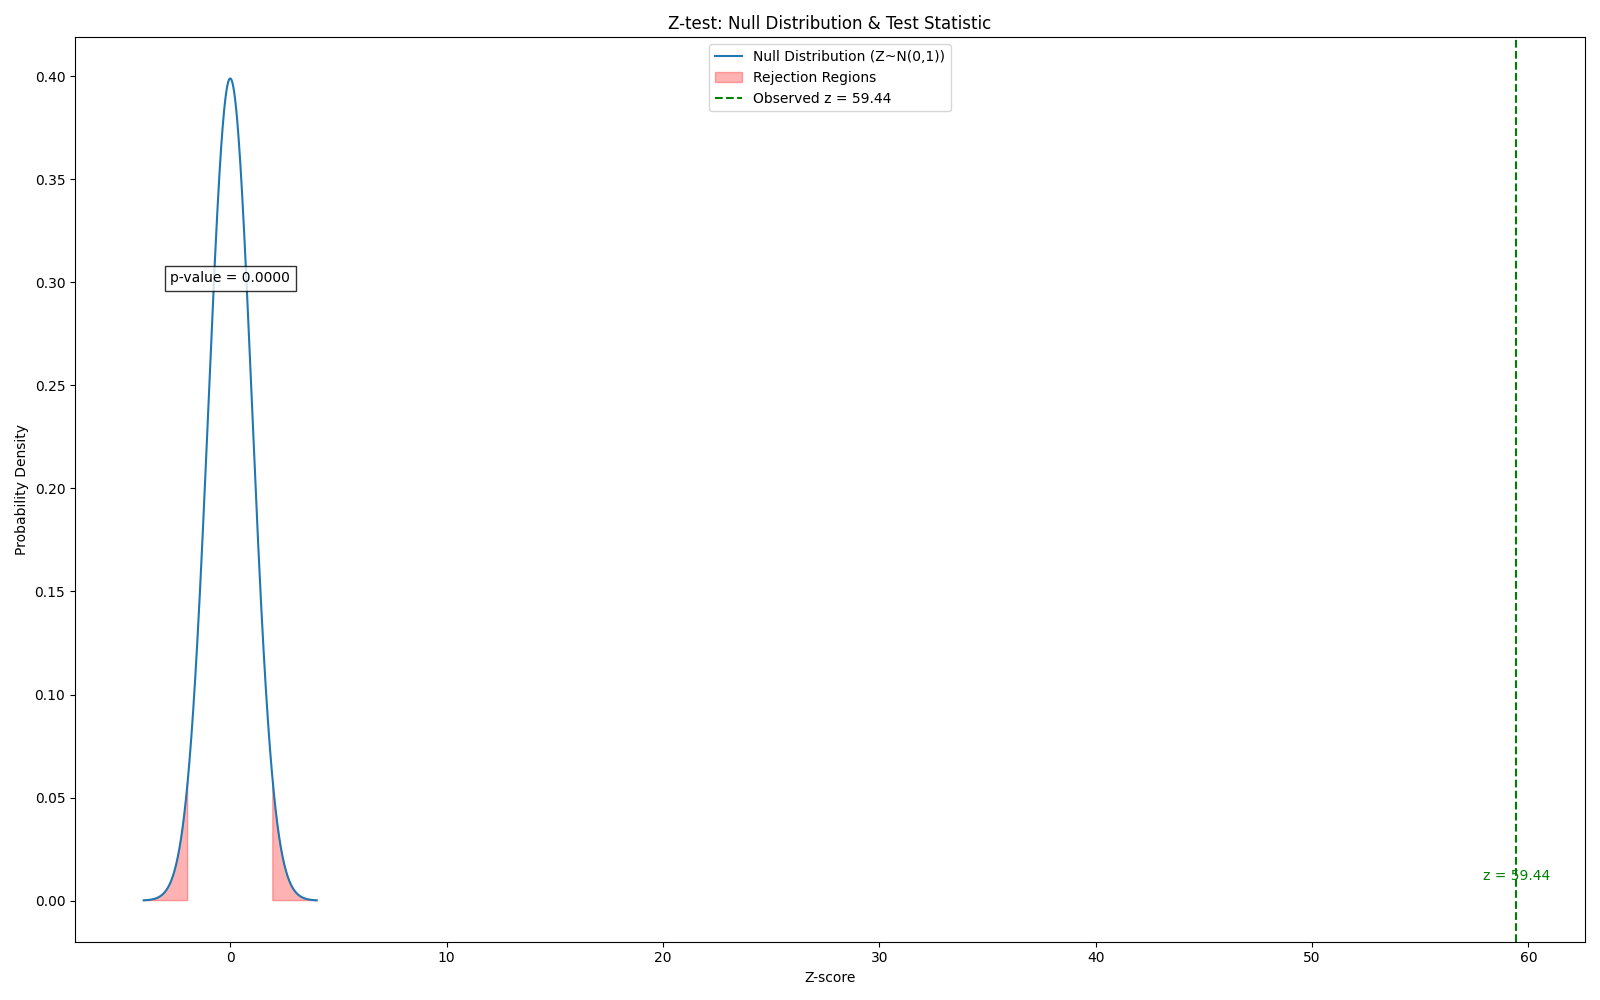 Z-test: Null Distribution & Test Statistic
Null Distribution (Z~N(0,1))
Rejection Regions
Observed z = 59.44
0.40
0.35
0.30
0.25
0.20
0.15
0.10
0.05
0.00
Probability Density
p-value = 0.0000
z = 59.44
0
10
20
30
40
50
60
Z-score